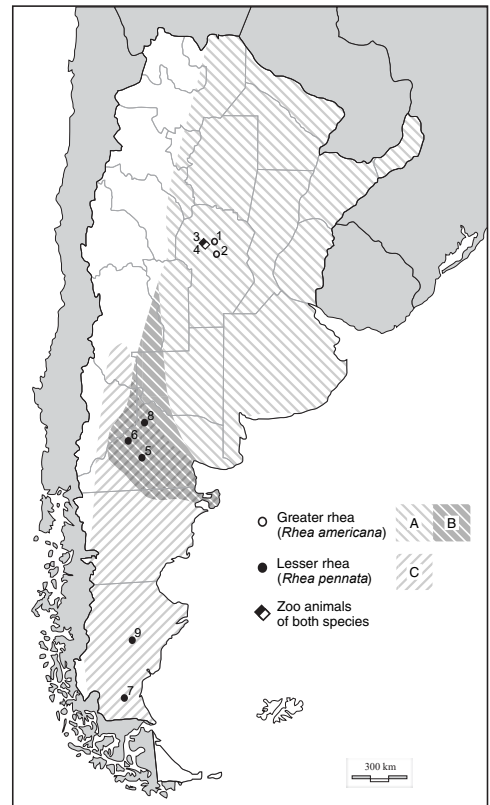 3 1
4 2
8
6
5
Greater rhea
(Rhea americana)
A B
Lesser rhea
(Rhea pennata)
C
Zoo animals
of both species
9
7
300 km